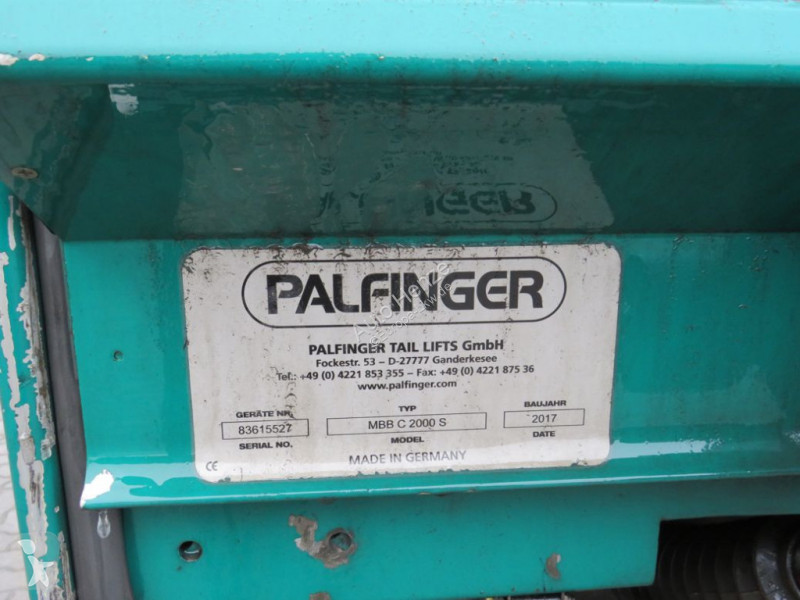 PALFINGER
PALFINGER TAIL LIFTS GmbH
Fockestr. 53 – D-27777 Ganderkesee
Tel.: +49 (0) 4221 853 355 – Fax: +49 (0) 4221 875 36
www.palfinger.com
GERÄTE NR. TYP BAUJAHR
83615527 MBB C 2000 S 2017
SERIAL NO. MODEL DATE
CE MADE IN GERMANY